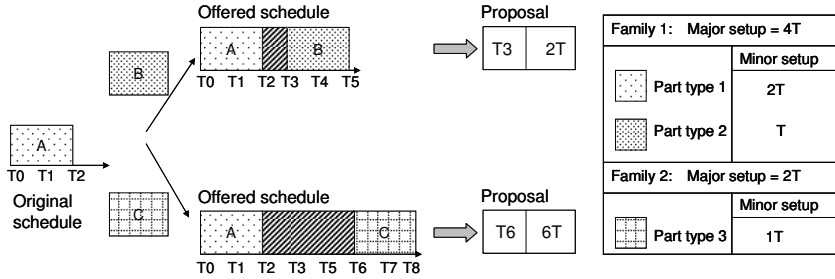 Offered schedule
A B
T0 T1 T2 T3 T4 T5
Proposal
T3 2T
B
A
T0 T1 T2
Original
schedule
C
Offered schedule
A C
T0 T1 T2 T3 T5 T6 T7 T8
Proposal
T6 6T
Family 1: Major setup = 4T
Minor setup
Part type 1 2T
Part type 2 T
Family 2: Major setup = 2T
Minor setup
Part type 3 1T